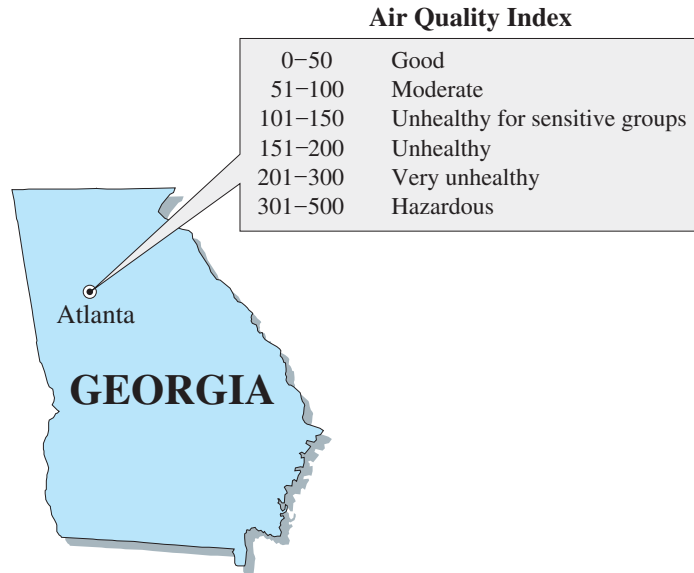 Air Quality Index
0–50 Good
51–100 Moderate
101–150 Unhealthy for sensitive groups
151–200 Unhealthy
201–300 Very unhealthy
301–500 Hazardous
Atlanta
GEORGIA